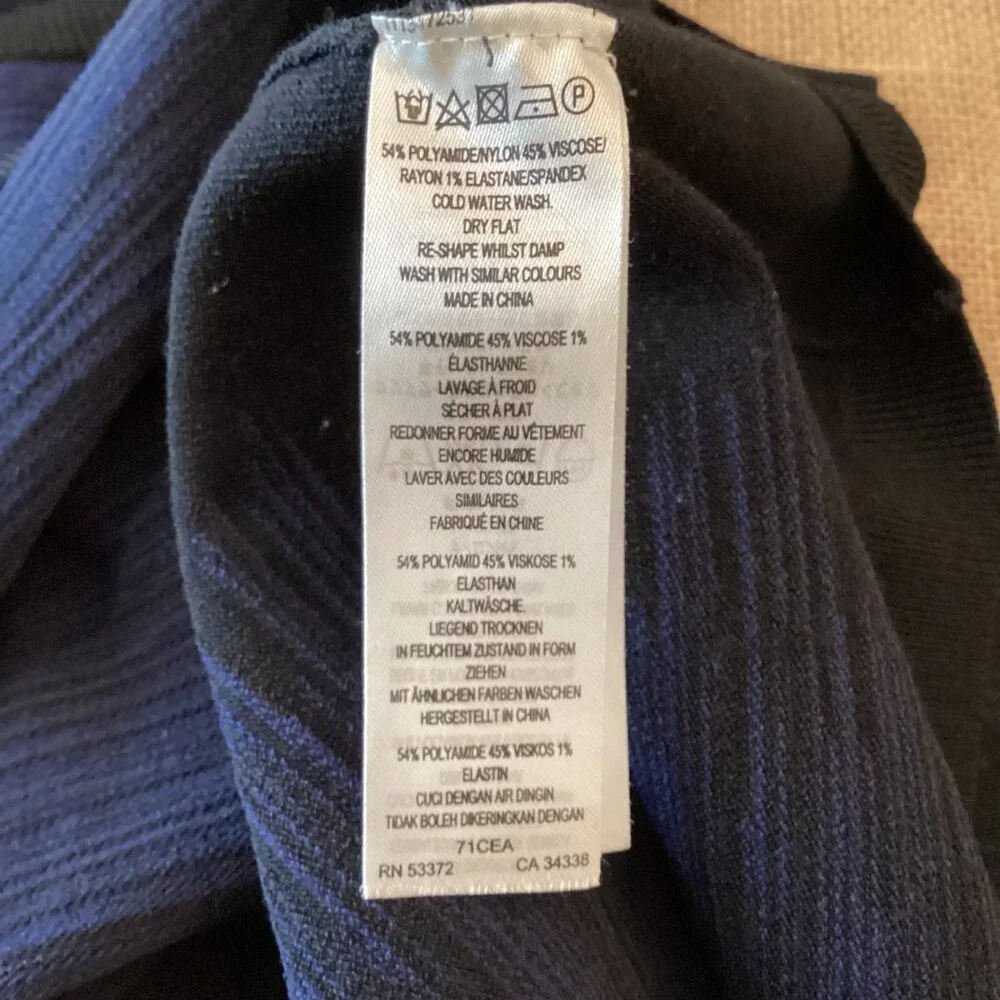 P
54% POLYAMIDE/NYLON 45% VISCOSE/
RAYON 1% ELASTANE/SPANDEX
COLD WATER WASH.
DRY FLAT
RE-SHAPE WHILST DAMP
WASH WITH SIMILAR COLOURS
MADE IN CHINA
54% POLYAMIDE 45% VISCOSE 1%
ÉLASTHANNE
LAVAGE À FROID
SÉCHER À PLAT
REDONNER FORME AU VÊTEMENT
ENCORE HUMIDE
LAVER AVEC DES COULEURS
SIMILAIRES
FABRIQUÉ EN CHINE
54% POLYAMID 45% VISKOSE 1%
ELASTHAN
KALTWÄSCHE.
LIEGEND TROCKNEN
IN FEUCHTEM ZUSTAND IN FORM
ZIEHEN
MIT ÄHNLICHEN FARBEN WASCHEN
HERGESTELLT IN CHINA
54% POLYAMIDE 45% VISKOS 1%
ELASTIN
CUCI DENGAN AIR DINGIN
TIDAK BOLEH DIKERINGKAN DENGAN
71CEA
RN 53372 CA 34338